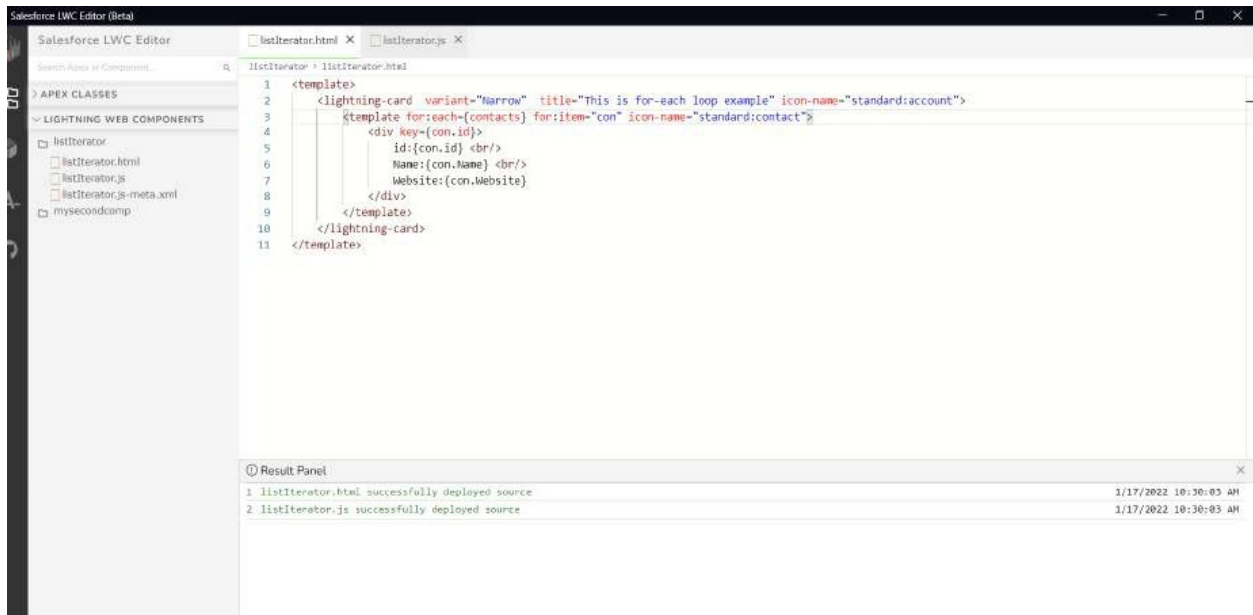 Salesforce LWC Editor (Beta)
Salesforce LWC Editor
listIterator.html
listIterator.js
Search Apex or Component...
listIterator > listIterator.html
APEX CLASSES
LIGHTNING WEB COMPONENTS
listIterator
listIterator.html
listIterator.js
listIterator.js-meta.xml
mysecondcomp
1 <template>
2 <lightning-card variant="Narrow" title="This is for-each loop example" icon-name="standard:account">
3 <template for:each={contacts} for:item="con" icon-name="standard:contact">
4 <div key={con.id}>
5 id:{con.id} <br/>
6 Name:{con.Name} <br/>
7 Website:{con.Website}
8 </div>
9 </template>
10 </lightning-card>
11 </template>
Result Panel
1 listIterator.html successfully deployed source 1/17/2022 10:30:03 AM
2 listIterator.js successfully deployed source 1/17/2022 10:30:03 AM